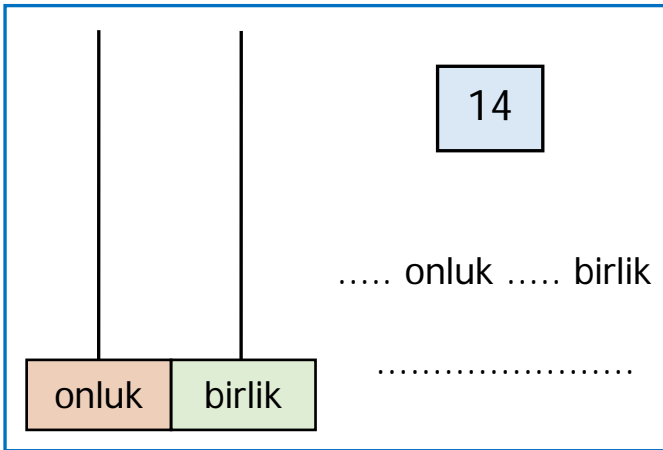 14
..... onluk ..... birlik
.......................
onluk birlik